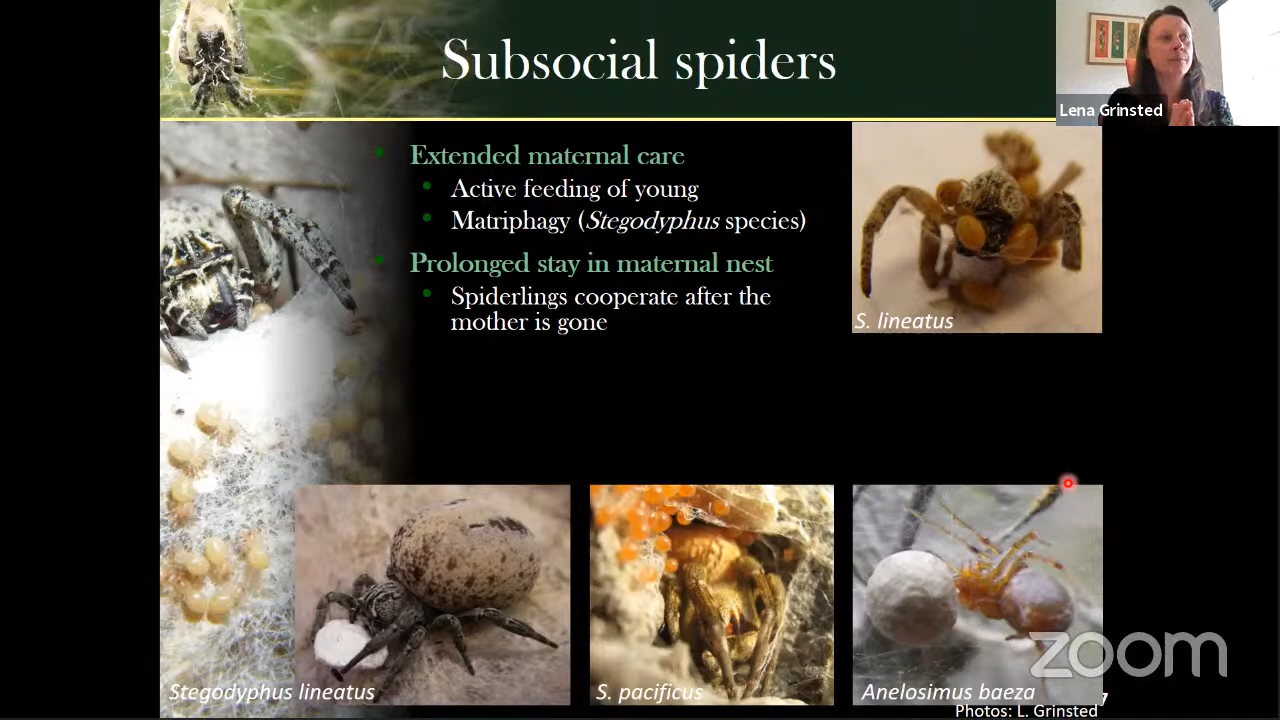 Subsocial spiders
Lena Grinsted
Extended maternal care
Active feeding of young
Matriphagy (Stegodyphus species)
Prolonged stay in maternal nest
Spiderlings cooperate after the
mother is gone
S. lineatus
Stegodyphus lineatus
S. pacificus
Anelosimus baeza
zoom
7
Photos: L. Grinsted